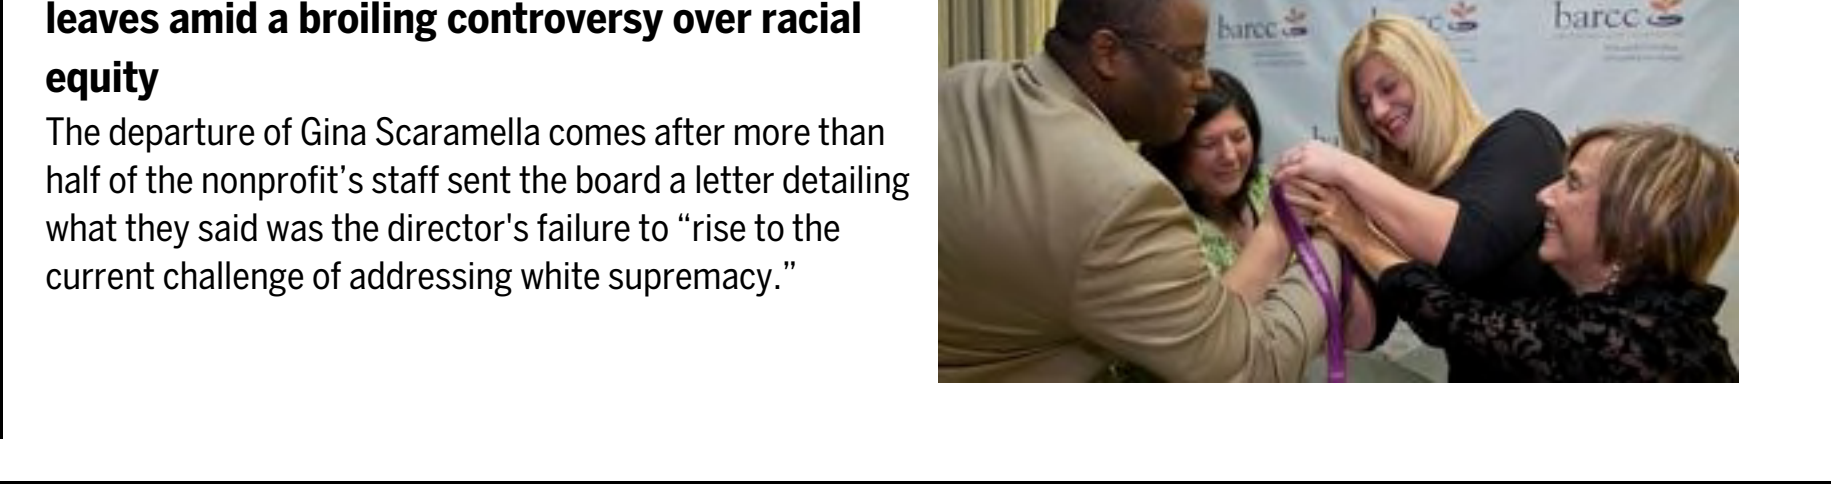 leaves amid a broiling controversy over racial
equity
The departure of Gina Scaramella comes after more than
half of the nonprofit’s staff sent the board a letter detailing
what they said was the director's failure to “rise to the
current challenge of addressing white supremacy.”
barcc
barcc